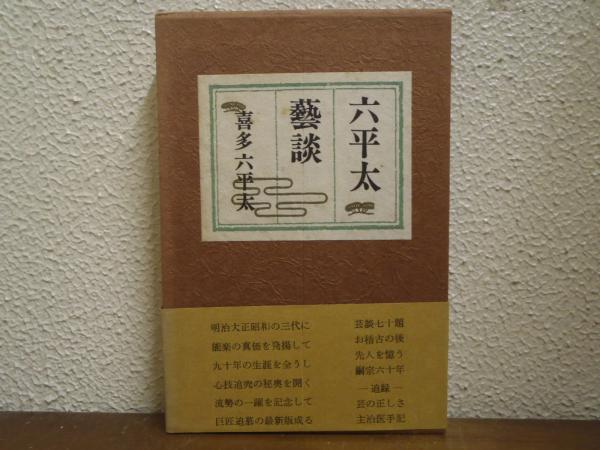 六平太
藝談
喜多六平太
明治大正昭和の三代に
能楽の真価を発揚して
九十年の生涯を全うし
心技追究の秘奥を開く
流勢の一躍を記念して
巨匠追慕の最新版成る
芸談七十題
お稽古の後
先人を憶う
嗣宗六十年
―追録―
芸の正しさ
主治医手記